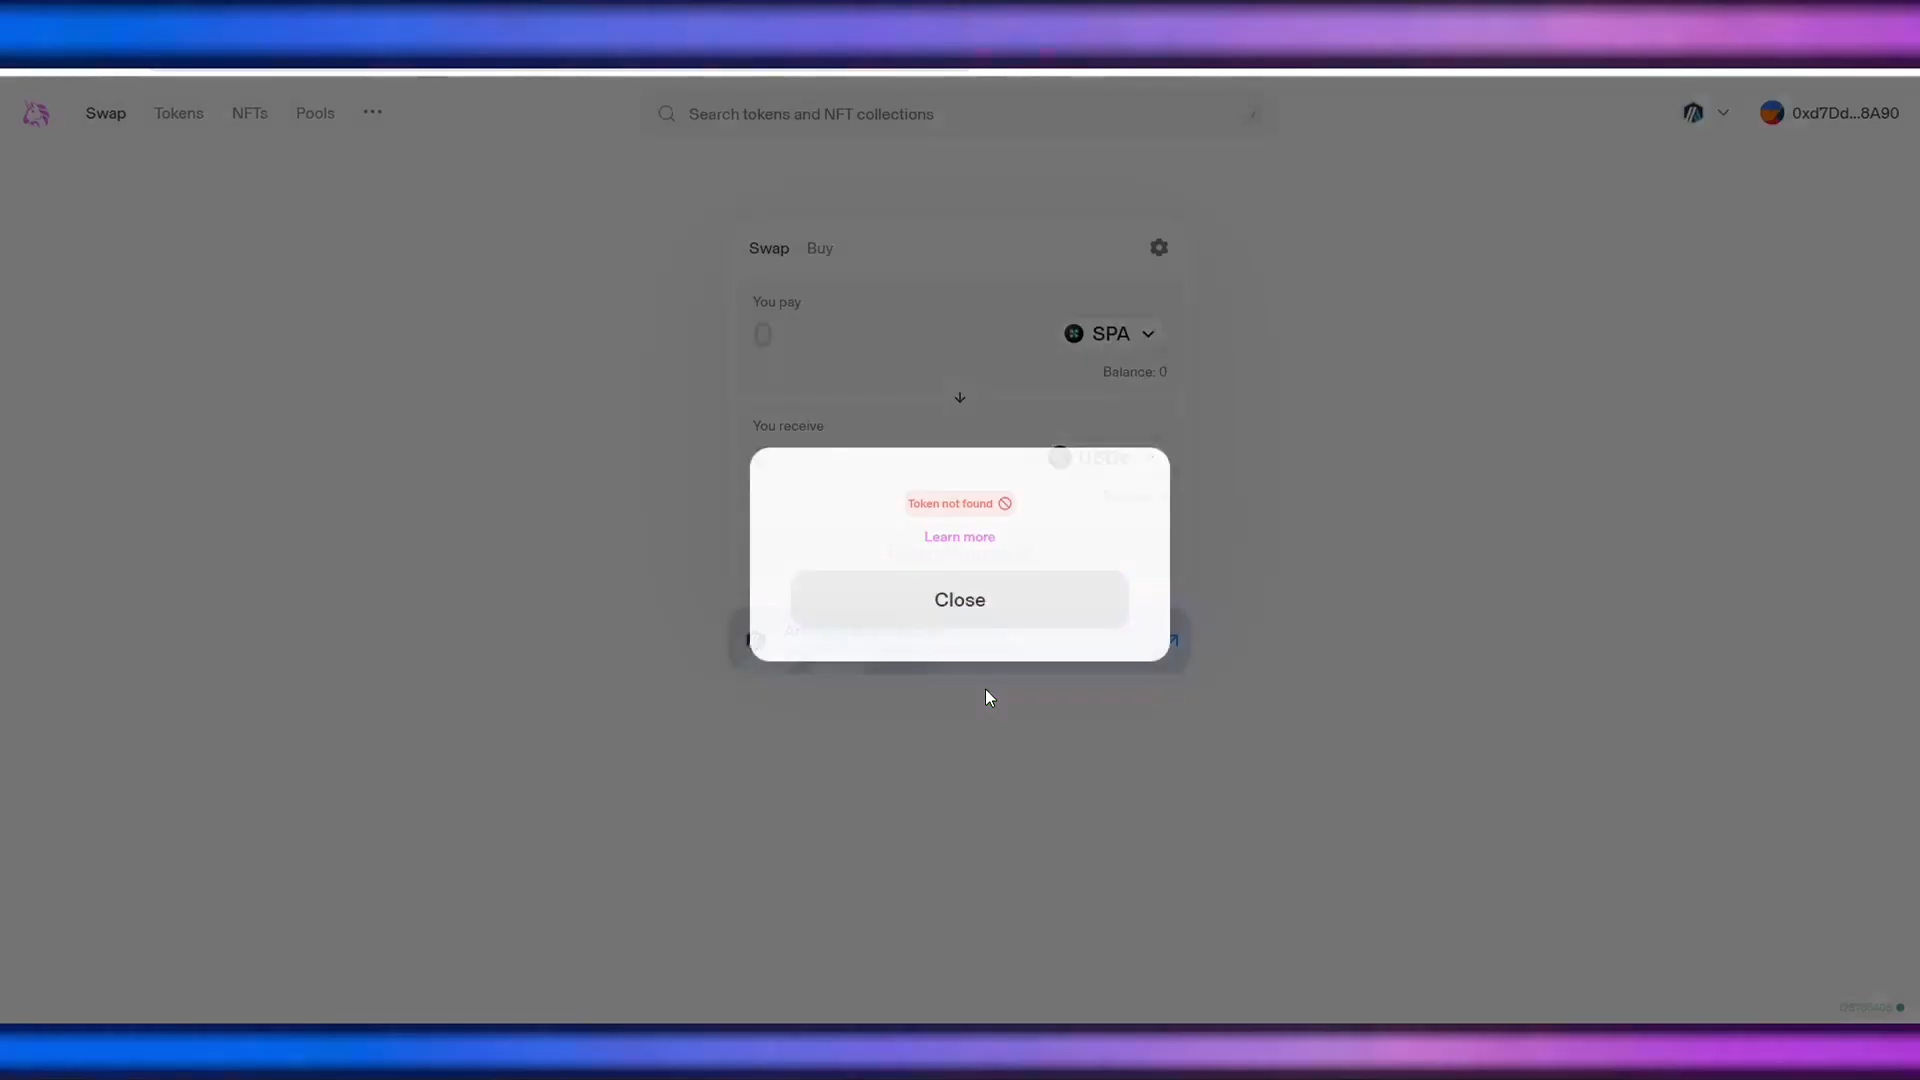 Swap Tokens NFTs Pools ···
Search tokens and NFT collections /
0xd7Dd...8A90
Swap Buy
You pay
0 SPA
Balance: 0
You receive
Token not found
Learn more
Close